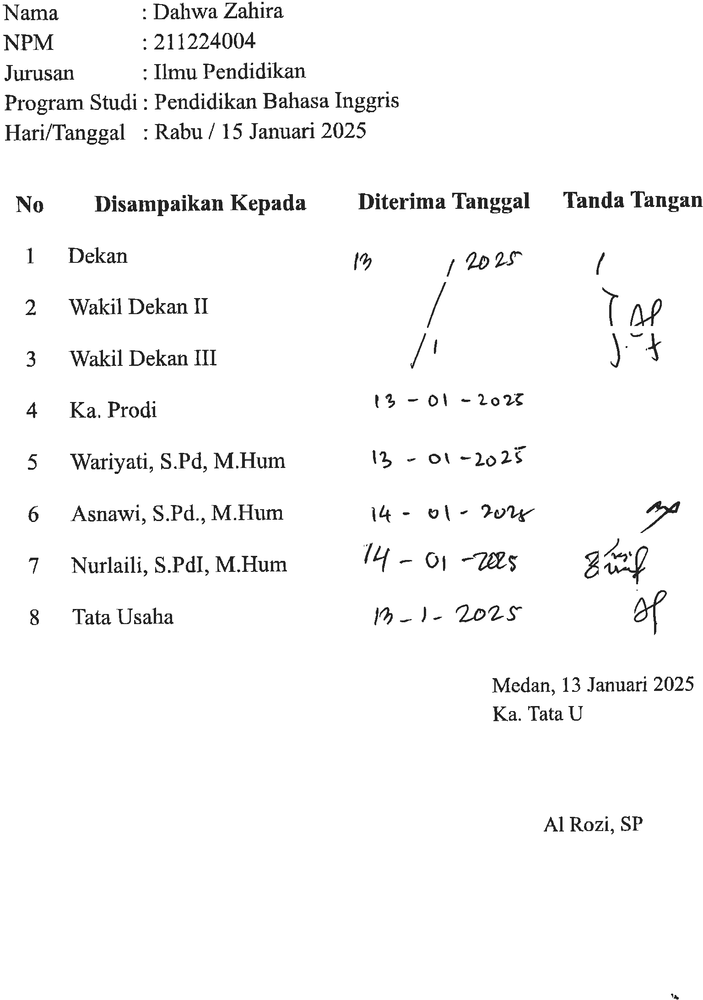 Nama : Dahwa Zahira
NPM : 211224004
Jurusan : Ilmu Pendidikan
Program Studi : Pendidikan Bahasa Inggris
Hari/Tanggal : Rabu / 15 Januari 2025
No Disampaikan Kepada Diterima Tanggal Tanda Tangan
1 Dekan 13 / 1 / 2025
2 Wakil Dekan II
3 Wakil Dekan III
4 Ka. Prodi 13 - 01 - 2025
5 Wariyati, S.Pd, M.Hum 13 - 01 - 2025
6 Asnawi, S.Pd., M.Hum 14 - 01 - 2025
7 Nurlaili, S.PdI, M.Hum 14 - 01 - 2025
8 Tata Usaha 13 - 1 - 2025
Medan, 13 Januari 2025
Ka. Tata U
Al Rozi, SP